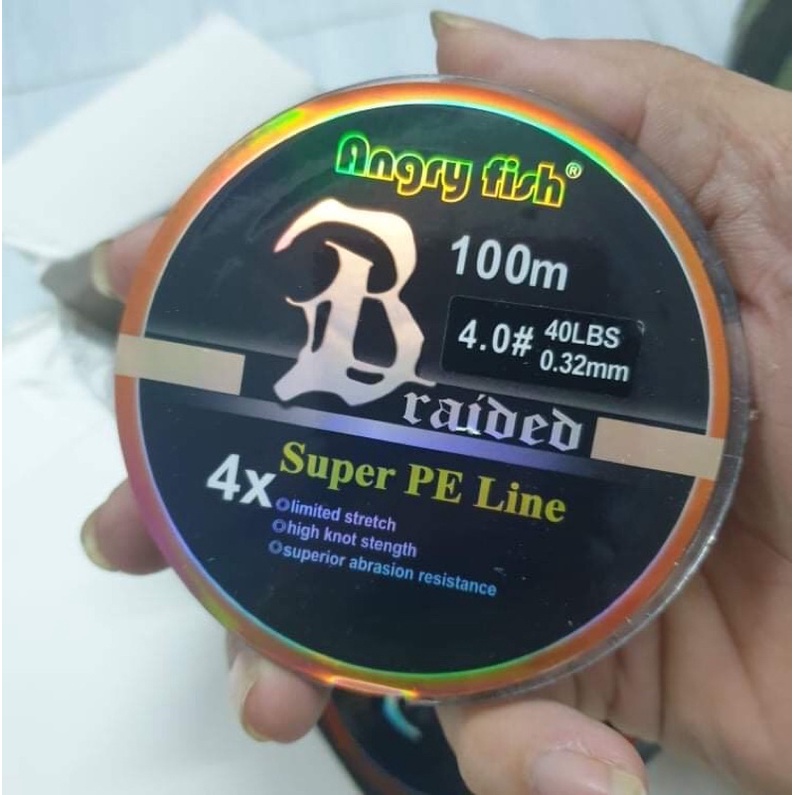 Angry fish®
100m
4.0# 40LBS
0.32mm
Braided
Super PE Line
4x
limited stretch
high knot stength
superior abrasion resistance